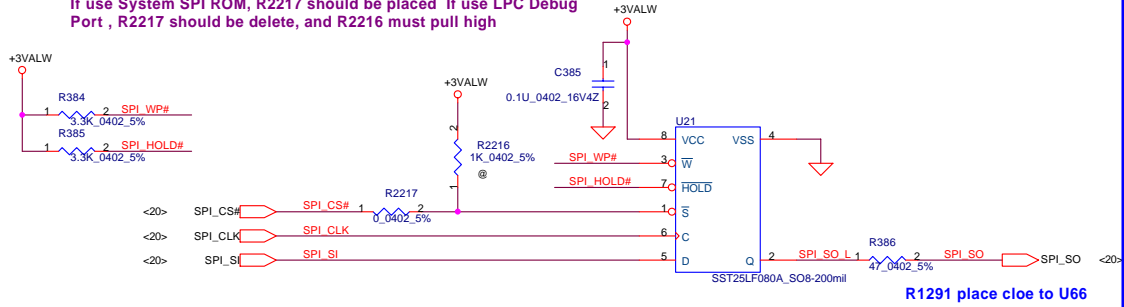 If use System SPI ROM, R2217 should be placed If use LPC Debug
Port , R2217 should be delete, and R2216 must pull high
+3VALW
R384
1 2 SPI_WP#
3.3K_0402_5%
R385
1 2 SPI_HOLD#
3.3K_0402_5%
+3VALW
2
R2216
1K_0402_5%
@
1
+3VALW
C385
1
0.1U_0402_16V4Z
2
U21
8 VCC VSS 4
SPI_WP# 3 W
SPI_HOLD# 7 HOLD
<20> SPI_CS# SPI_CS# 1 R2217 2 1 S
0_0402_5%
<20> SPI_CLK SPI_CLK 6 C
<20> SPI_SI SPI_SI 5 D Q 2 SPI_SO_L 1 R386 2 SPI_SO SPI_SO <20>
47_0402_5%
SST25LF080A_SO8-200mil
R1291 place cloe to U66